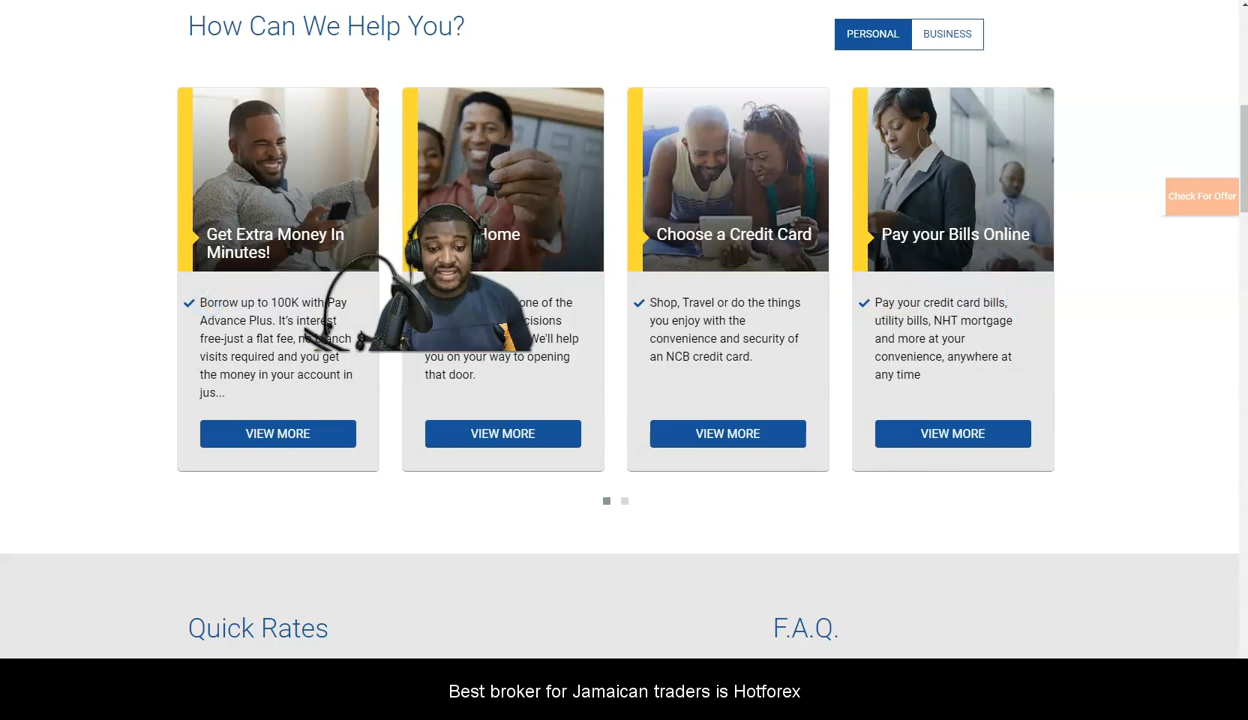 How Can We Help You?
PERSONAL
BUSINESS
Check For Offer
Get Extra Money In
Minutes!
Borrow up to 100K with Pay
Advance Plus. It's interest
free-just a flat fee, no branch
visits required and you get
the money in your account in
jus...
VIEW MORE
Home
one of the
We'll help
you on your way to opening
that door.
VIEW MORE
Choose a Credit Card
Shop, Travel or do the things
you enjoy with the
convenience and security of
an NCB credit card.
VIEW MORE
Pay your Bills Online
Pay your credit card bills,
utility bills, NHT mortgage
and more at your
convenience, anywhere at
any time
VIEW MORE
Quick Rates
F.A.Q.
Best broker for Jamaican traders is Hotforex